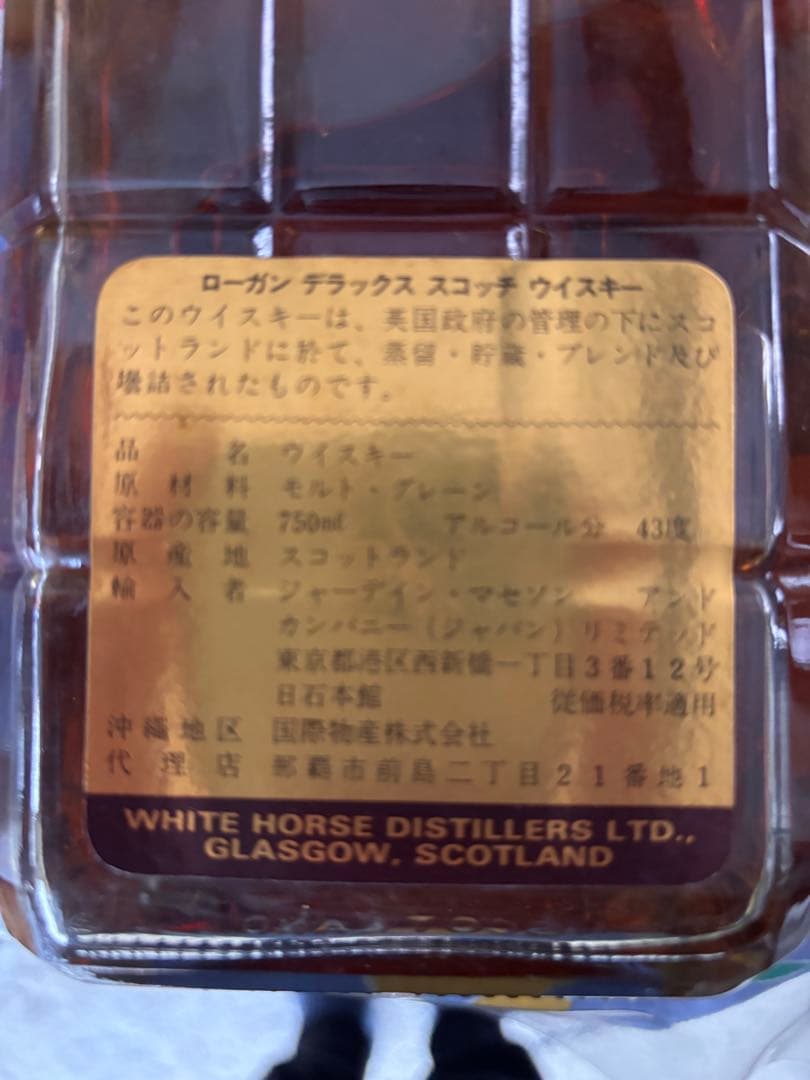 ローガン デラックス スコッチ ウイスキー
このウイスキーは、英国政府の管理の下にスコ
ットランドに於て、蒸留・貯蔵・ブレンド及び
壜詰されたものです。
品名 ウイスキー
原材料 モルト・グレーン
容器の容量 750ml アルコール分 43度
原産地 スコットランド
輸入者 ジャーディン・マセソン アンド
カンパニー(ジャパン)リミテッド
東京都港区西新橋一丁目3番12号
日石本館 従価税率適用
沖縄地区 国際物産株式会社
代理店 那覇市前島二丁目21番地1
WHITE HORSE DISTILLERS LTD.,
GLASGOW, SCOTLAND